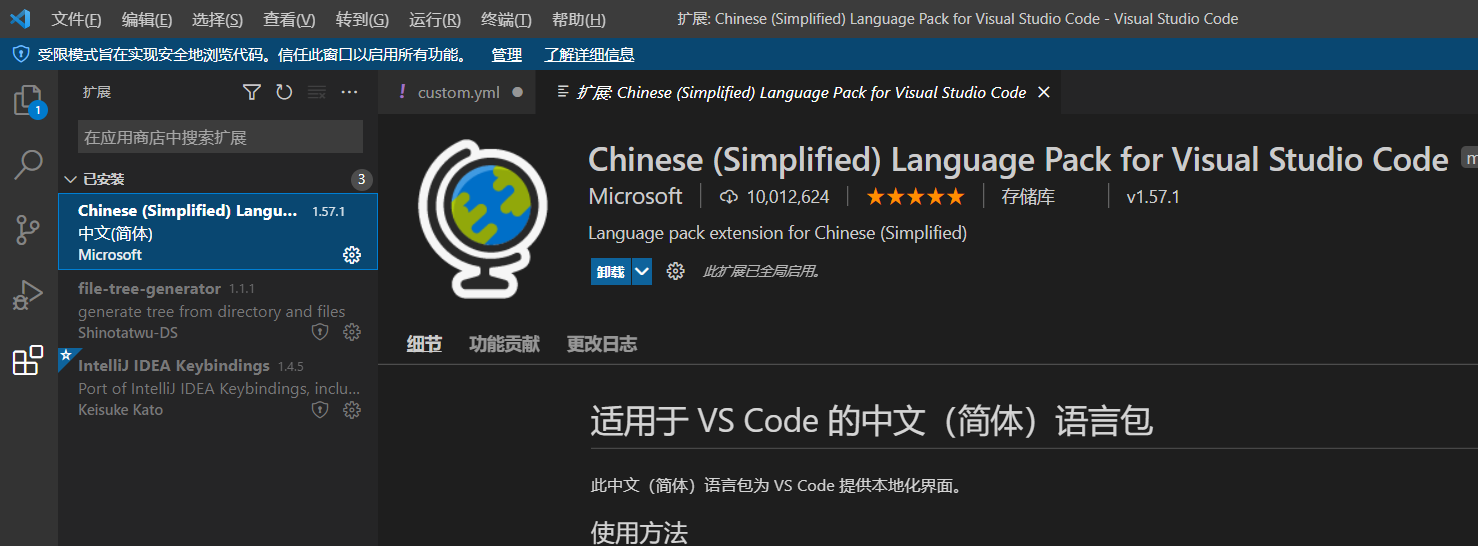 文件(F) 编辑(E) 选择(S) 查看(V) 转到(G) 运行(R) 终端(T) 帮助(H) 扩展: Chinese (Simplified) Language Pack for Visual Studio Code - Visual Studio Code
受限模式旨在实现安全地浏览代码。信任此窗口以启用所有功能。 管理 了解详细信息
1
扩展
在应用商店中搜索扩展
已安装 3
Chinese (Simplified) Langu... 1.57.1
中文(简体)
Microsoft
file-tree-generator 1.1.1
generate tree from directory and files
Shinotatwu-DS
IntelliJ IDEA Keybindings 1.4.5
Port of IntelliJ IDEA Keybindings, inclu...
Keisuke Kato
! custom.yml
扩展: Chinese (Simplified) Language Pack for Visual Studio Code
Chinese (Simplified) Language Pack for Visual Studio Code
Microsoft 10,012,624 存储库 v1.57.1
Language pack extension for Chinese (Simplified)
卸载 此扩展已全局启用。
细节 功能贡献 更改日志
适用于 VS Code 的中文（简体）语言包
此中文（简体）语言包为 VS Code 提供本地化界面。
使用方法